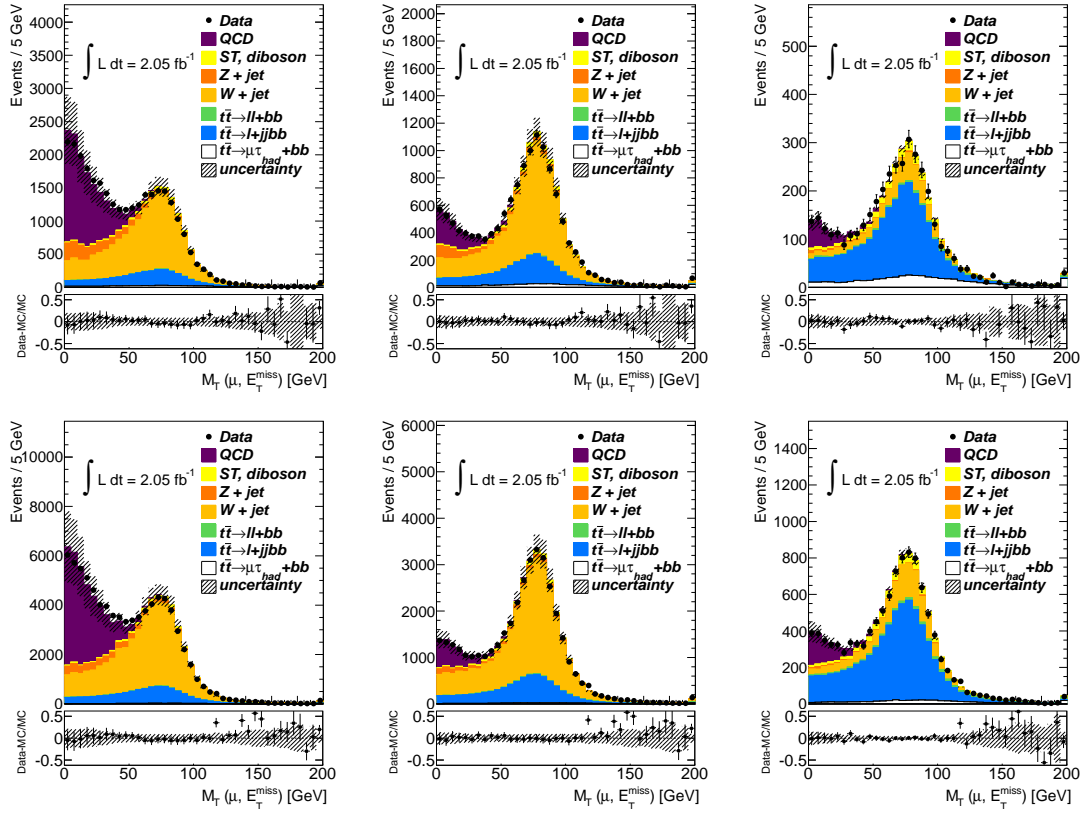 Events / 5 GeV
4000
3500
3000
2500
2000
1500
1000
500
0
∫ L dt = 2.05 fb-1
Data
QCD
ST, diboson
Z + jet
W + jet
tt̄→ll+bb
tt̄→l+jjbb
tt̄→μτhad+bb
uncertainty
Data-MC/MC
0.5
0
-0.5
0 50 100 150 200
MT (μ, ETmiss) [GeV]
Events / 5 GeV
2000
1800
1600
1400
1200
1000
800
600
400
200
0
∫ L dt = 2.05 fb-1
Data
QCD
ST, diboson
Z + jet
W + jet
tt̄→ll+bb
tt̄→l+jjbb
tt̄→μτhad+bb
uncertainty
Data-MC/MC
0.5
0
-0.5
0 50 100 150 200
MT (μ, ETmiss) [GeV]
Events / 5 GeV
500
400
300
200
100
0
∫ L dt = 2.05 fb-1
Data
QCD
ST, diboson
Z + jet
W + jet
tt̄→ll+bb
tt̄→l+jjbb
tt̄→μτhad+bb
uncertainty
Data-MC/MC
0.5
0
-0.5
0 50 100 150 200
MT (μ, ETmiss) [GeV]
Events / 5 GeV
10000
8000
6000
4000
2000
0
∫ L dt = 2.05 fb-1
Data
QCD
ST, diboson
Z + jet
W + jet
tt̄→ll+bb
tt̄→l+jjbb
tt̄→μτhad+bb
uncertainty
Data-MC/MC
0.5
0
-0.5
0 50 100 150 200
MT (μ, ETmiss) [GeV]
Events / 5 GeV
6000
5000
4000
3000
2000
1000
0
∫ L dt = 2.05 fb-1
Data
QCD
ST, diboson
Z + jet
W + jet
tt̄→ll+bb
tt̄→l+jjbb
tt̄→μτhad+bb
uncertainty
Data-MC/MC
0.5
0
-0.5
0 50 100 150 200
MT (μ, ETmiss) [GeV]
Events / 5 GeV
1400
1200
1000
800
600
400
200
0
∫ L dt = 2.05 fb-1
Data
QCD
ST, diboson
Z + jet
W + jet
tt̄→ll+bb
tt̄→l+jjbb
tt̄→μτhad+bb
uncertainty
Data-MC/MC
0.5
0
-0.5
0 50 100 150 200
MT (μ, ETmiss) [GeV]